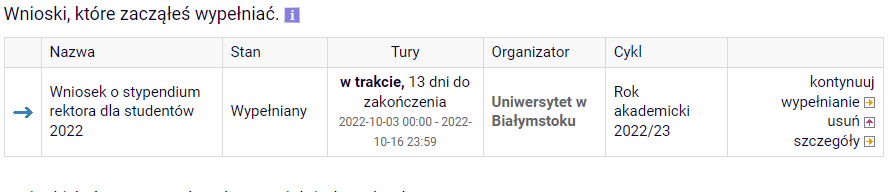 Wnioski, które zacząłeś wypełniać. i
Nazwa
Stan
Tury
Organizator
Cykl
Wniosek o stypendium
rektora dla studentów
2022
Wypełniany
w trakcie, 13 dni do
zakończenia
2022-10-03 00:00 - 2022-
10-16 23:59
Uniwersytet w
Białymstoku
Rok
akademicki
2022/23
kontynuuj
wypełnianie
usuń
szczegóły